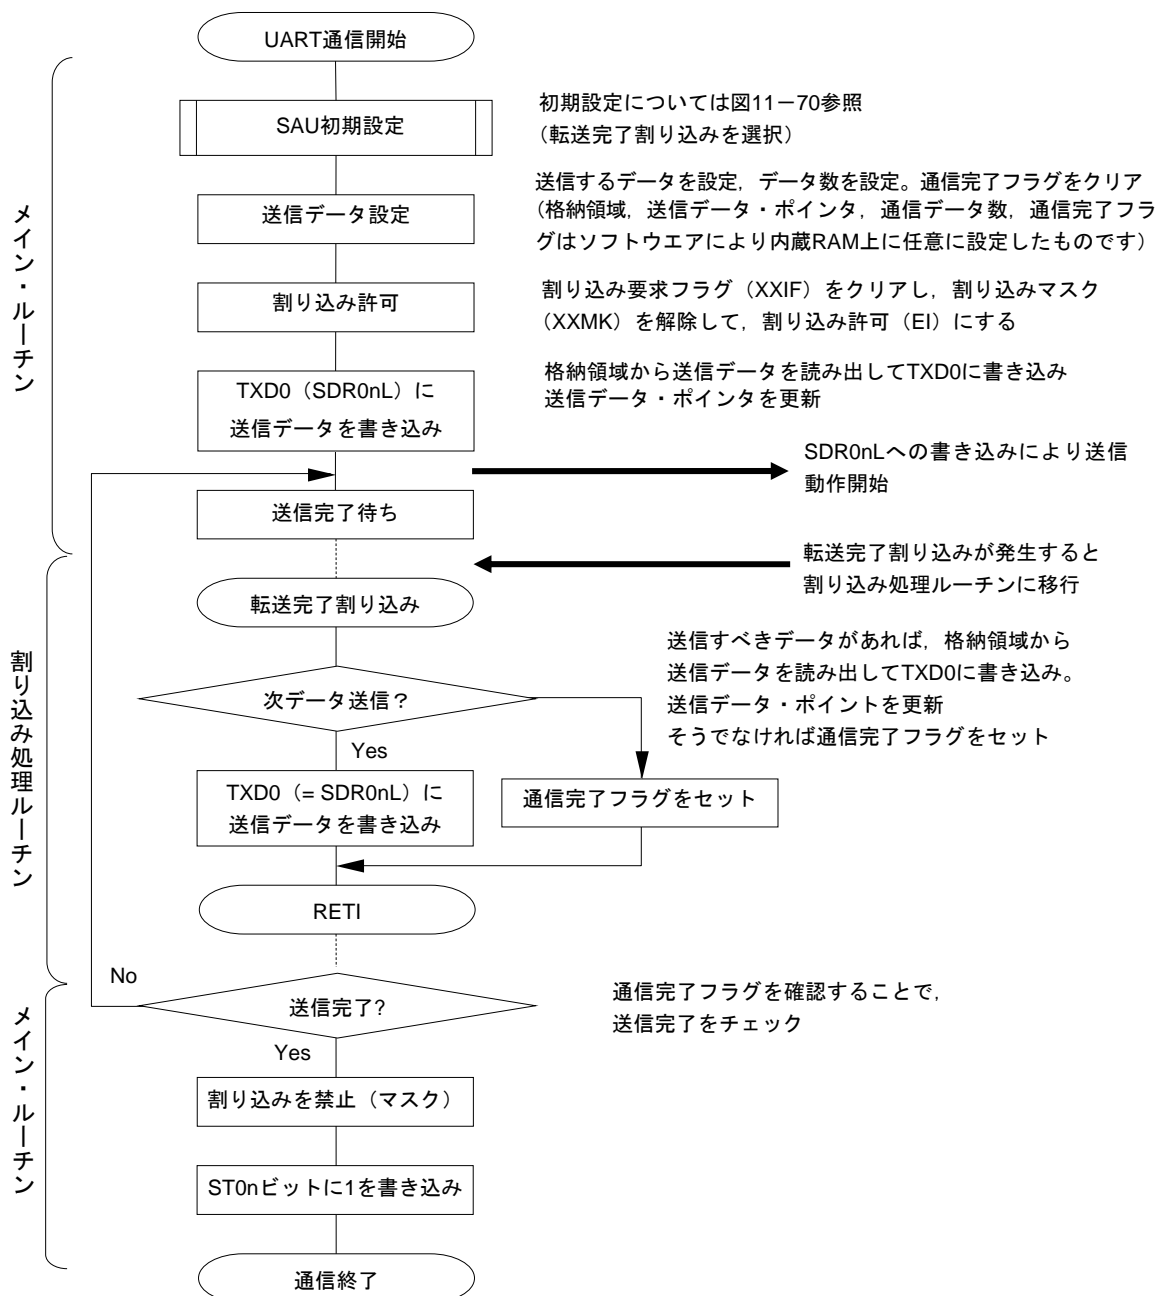 UART通信開始
SAU初期設定
初期設定については図11－70参照
（転送完了割り込みを選択）
送信データ設定
送信するデータを設定，データ数を設定。通信完了フラグをクリア
（格納領域，送信データ・ポインタ，通信データ数，通信完了フラ
グはソフトウエアにより内蔵RAM上に任意に設定したものです）
割り込み許可
割り込み要求フラグ（XXIF）をクリアし，割り込みマスク
（XXMK）を解除して，割り込み許可（EI）にする
TXD0（SDR0nL）に
送信データを書き込み
格納領域から送信データを読み出してTXD0に書き込み
送信データ・ポインタを更新
メイン・ルーチン
SDR0nLへの書き込みにより送信
動作開始
送信完了待ち
転送完了割り込みが発生すると
割り込み処理ルーチンに移行
転送完了割り込み
送信すべきデータがあれば，格納領域から
送信データを読み出してTXD0に書き込み。
送信データ・ポイントを更新
そうでなければ通信完了フラグをセット
次データ送信？
Yes
TXD0（= SDR0nL）に
送信データを書き込み
通信完了フラグをセット
割り込み処理ルーチン
RETI
No
送信完了?
通信完了フラグを確認することで，
送信完了をチェック
Yes
割り込みを禁止（マスク）
ST0nビットに1を書き込み
メイン・ルーチン
通信終了